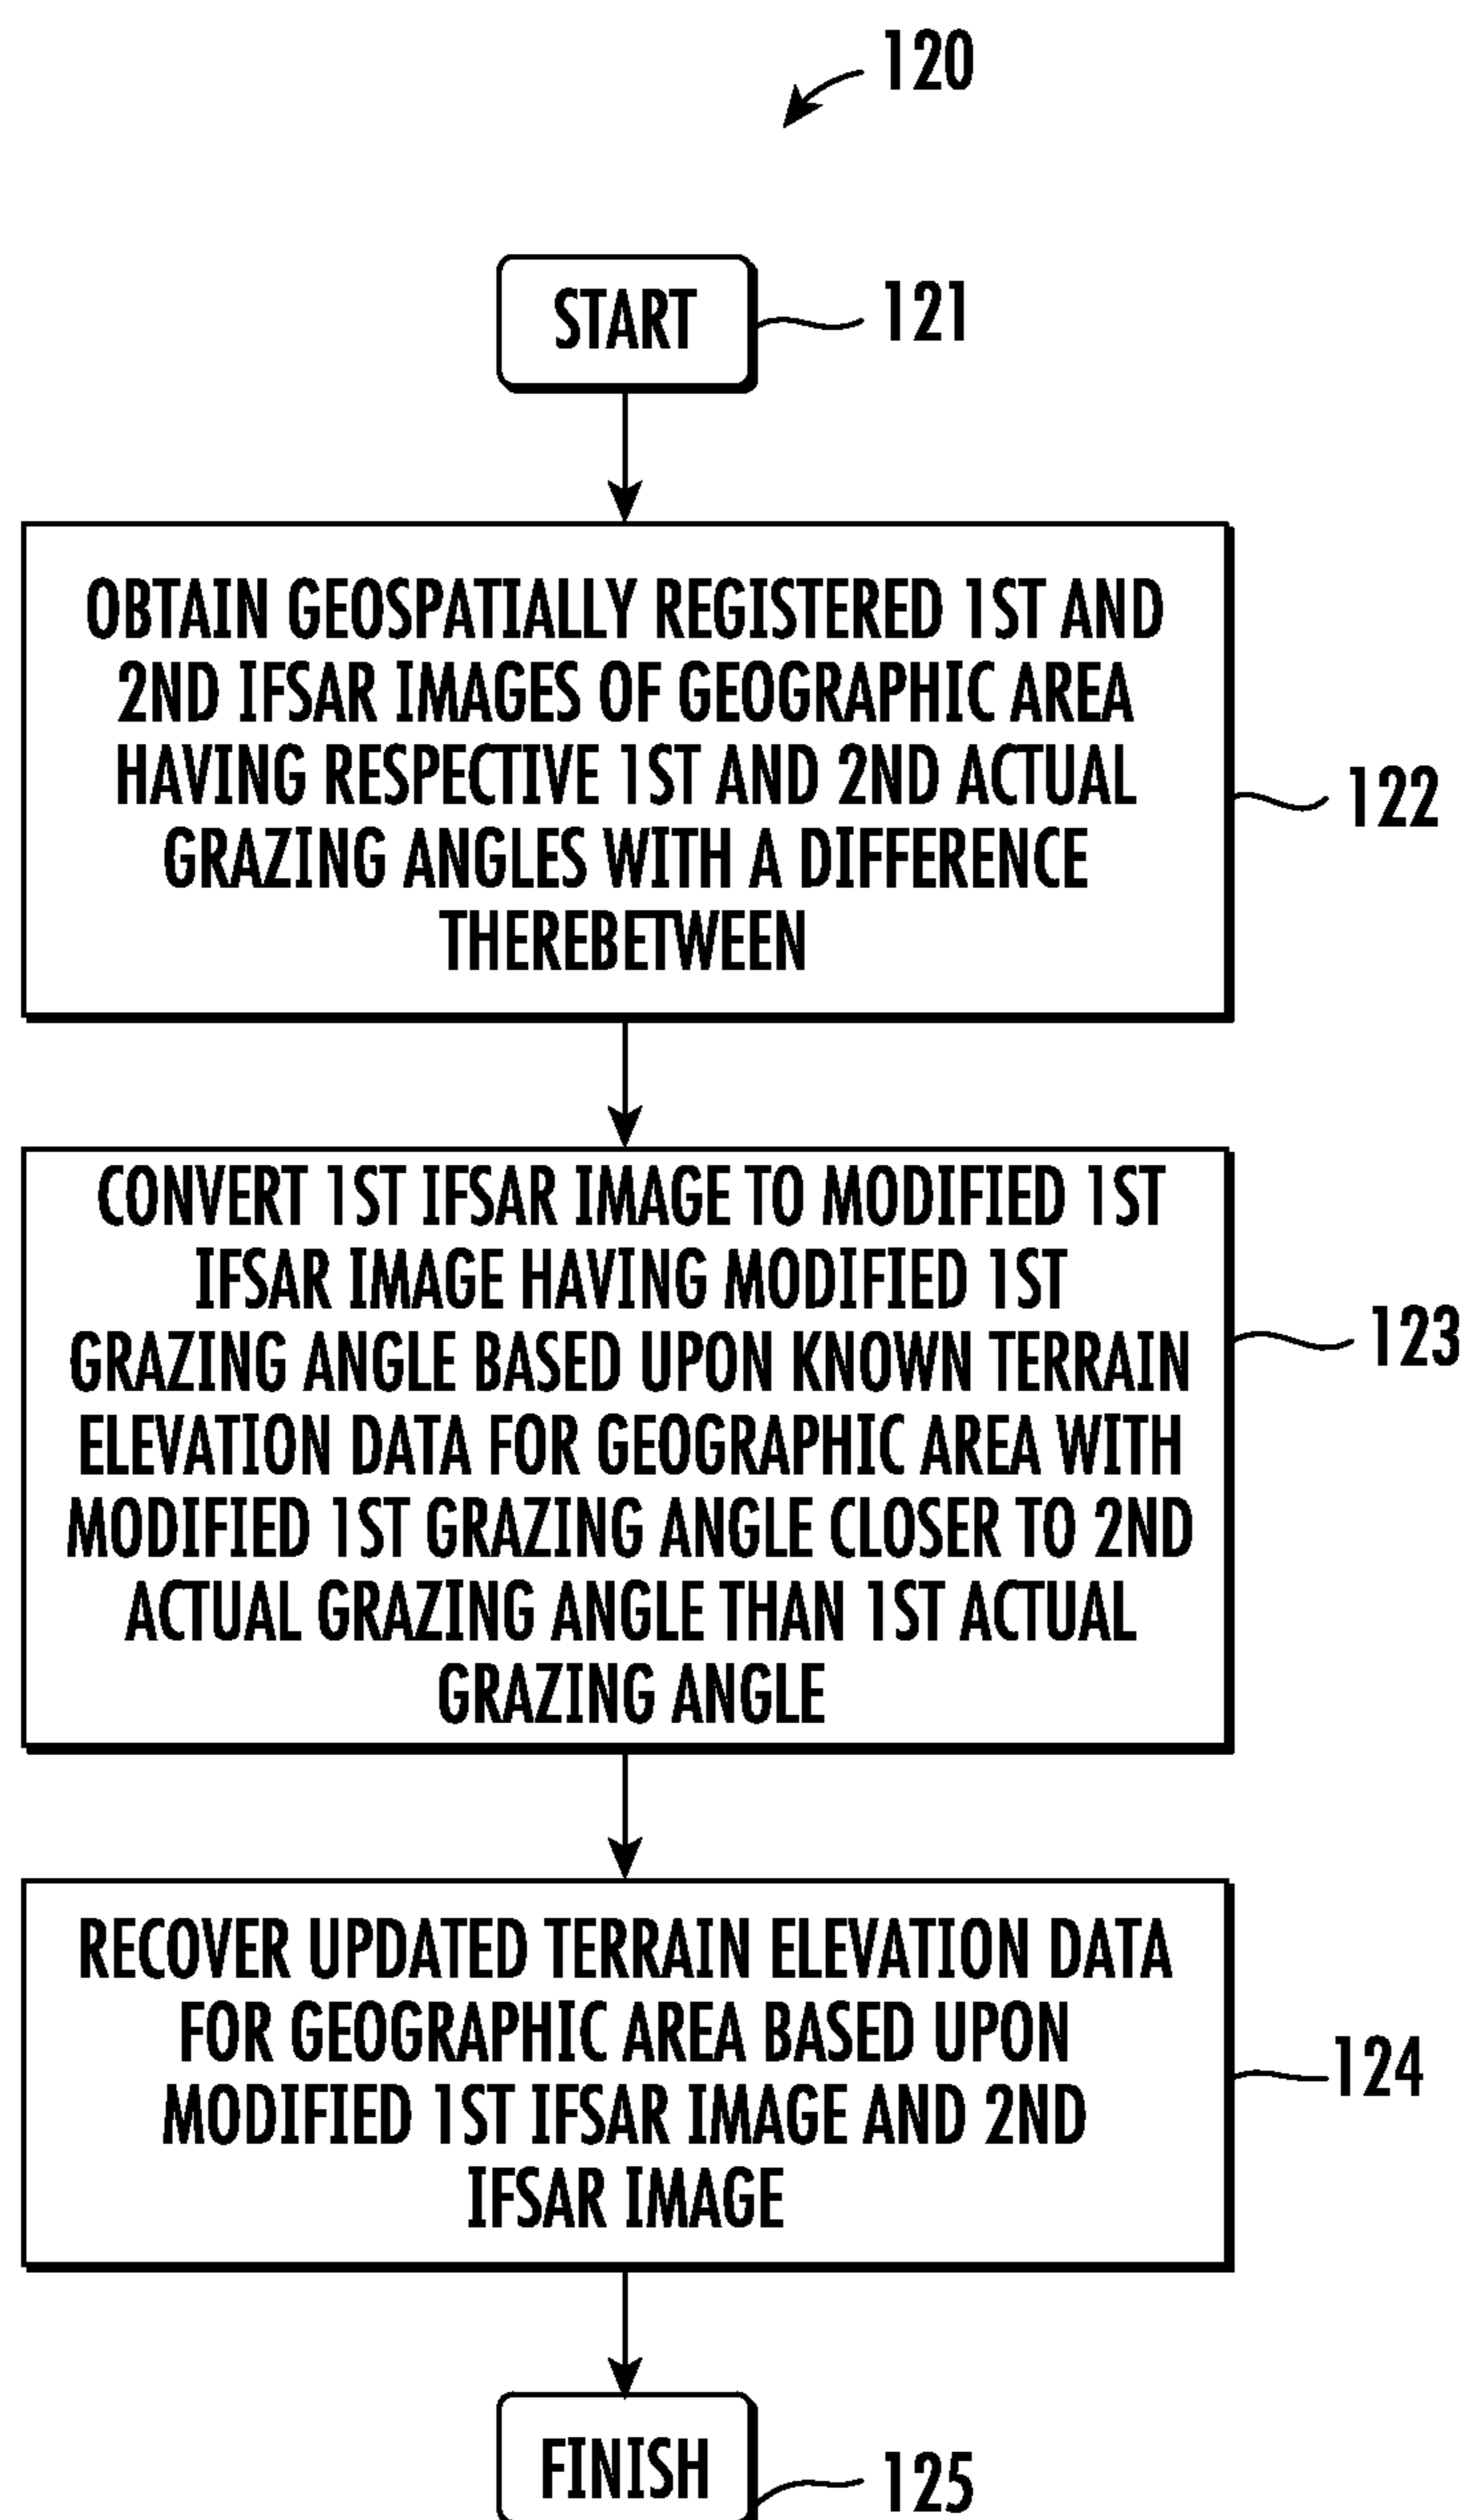 120
START
121
OBTAIN GEOSPATIALLY REGISTERED 1ST AND
2ND IFSAR IMAGES OF GEOGRAPHIC AREA
HAVING RESPECTIVE 1ST AND 2ND ACTUAL
GRAZING ANGLES WITH A DIFFERENCE
THEREBETWEEN
122
CONVERT 1ST IFSAR IMAGE TO MODIFIED 1ST
IFSAR IMAGE HAVING MODIFIED 1ST
GRAZING ANGLE BASED UPON KNOWN TERRAIN
ELEVATION DATA FOR GEOGRAPHIC AREA WITH
MODIFIED 1ST GRAZING ANGLE CLOSER TO 2ND
ACTUAL GRAZING ANGLE THAN 1ST ACTUAL
GRAZING ANGLE
123
RECOVER UPDATED TERRAIN ELEVATION DATA
FOR GEOGRAPHIC AREA BASED UPON
MODIFIED 1ST IFSAR IMAGE AND 2ND
IFSAR IMAGE
124
FINISH
125